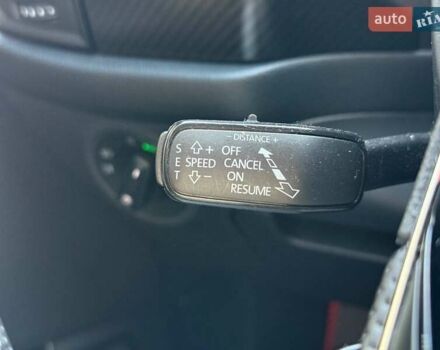 auto RIA
- DISTANCE +
S + OFF
E SPEED CANCEL
T - ON
RESUME